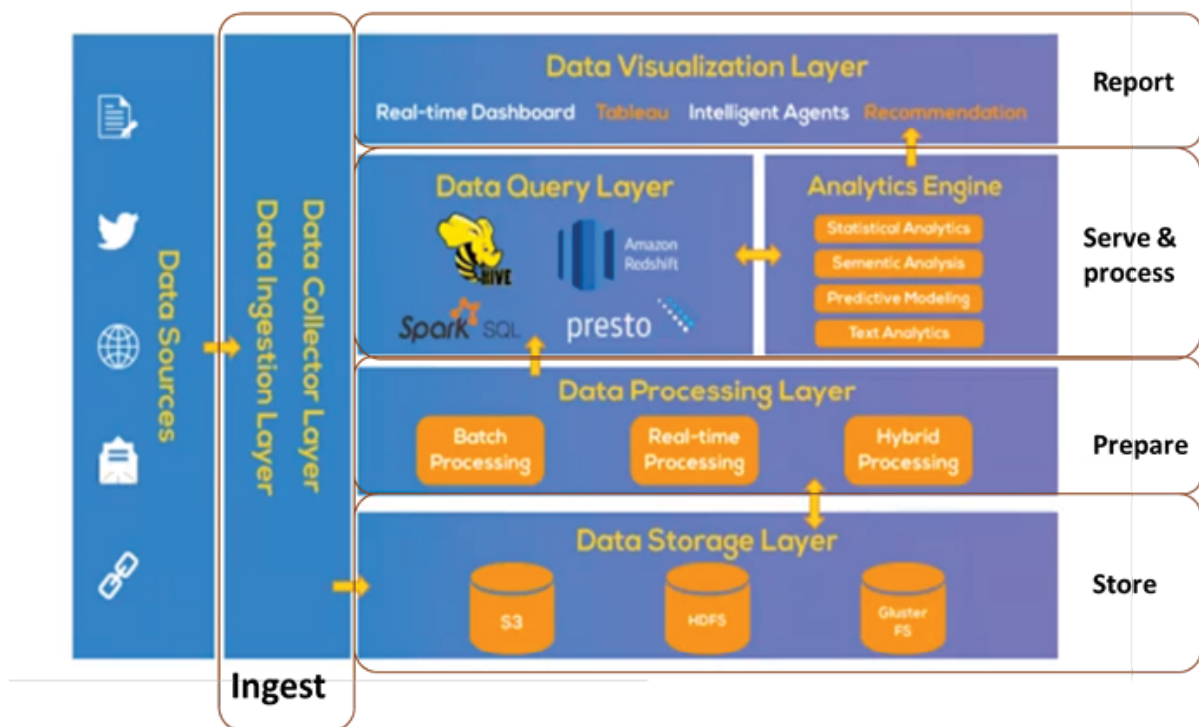 Data Sources
Data Ingestion Layer
Data Collector Layer
Ingest
Data Visualization Layer
Real-time Dashboard Tableau Intelligent Agents Recommendation
Report
Data Query Layer
HIVE
Amazon
Redshift
Spark SQL
presto
Analytics Engine
Statistical Analytics
Sementic Analysis
Predictive Modeling
Text Analytics
Serve &
process
Data Processing Layer
Batch
Processing
Real-time
Processing
Hybrid
Processing
Prepare
Data Storage Layer
S3
HDFS
Gluster
FS
Store